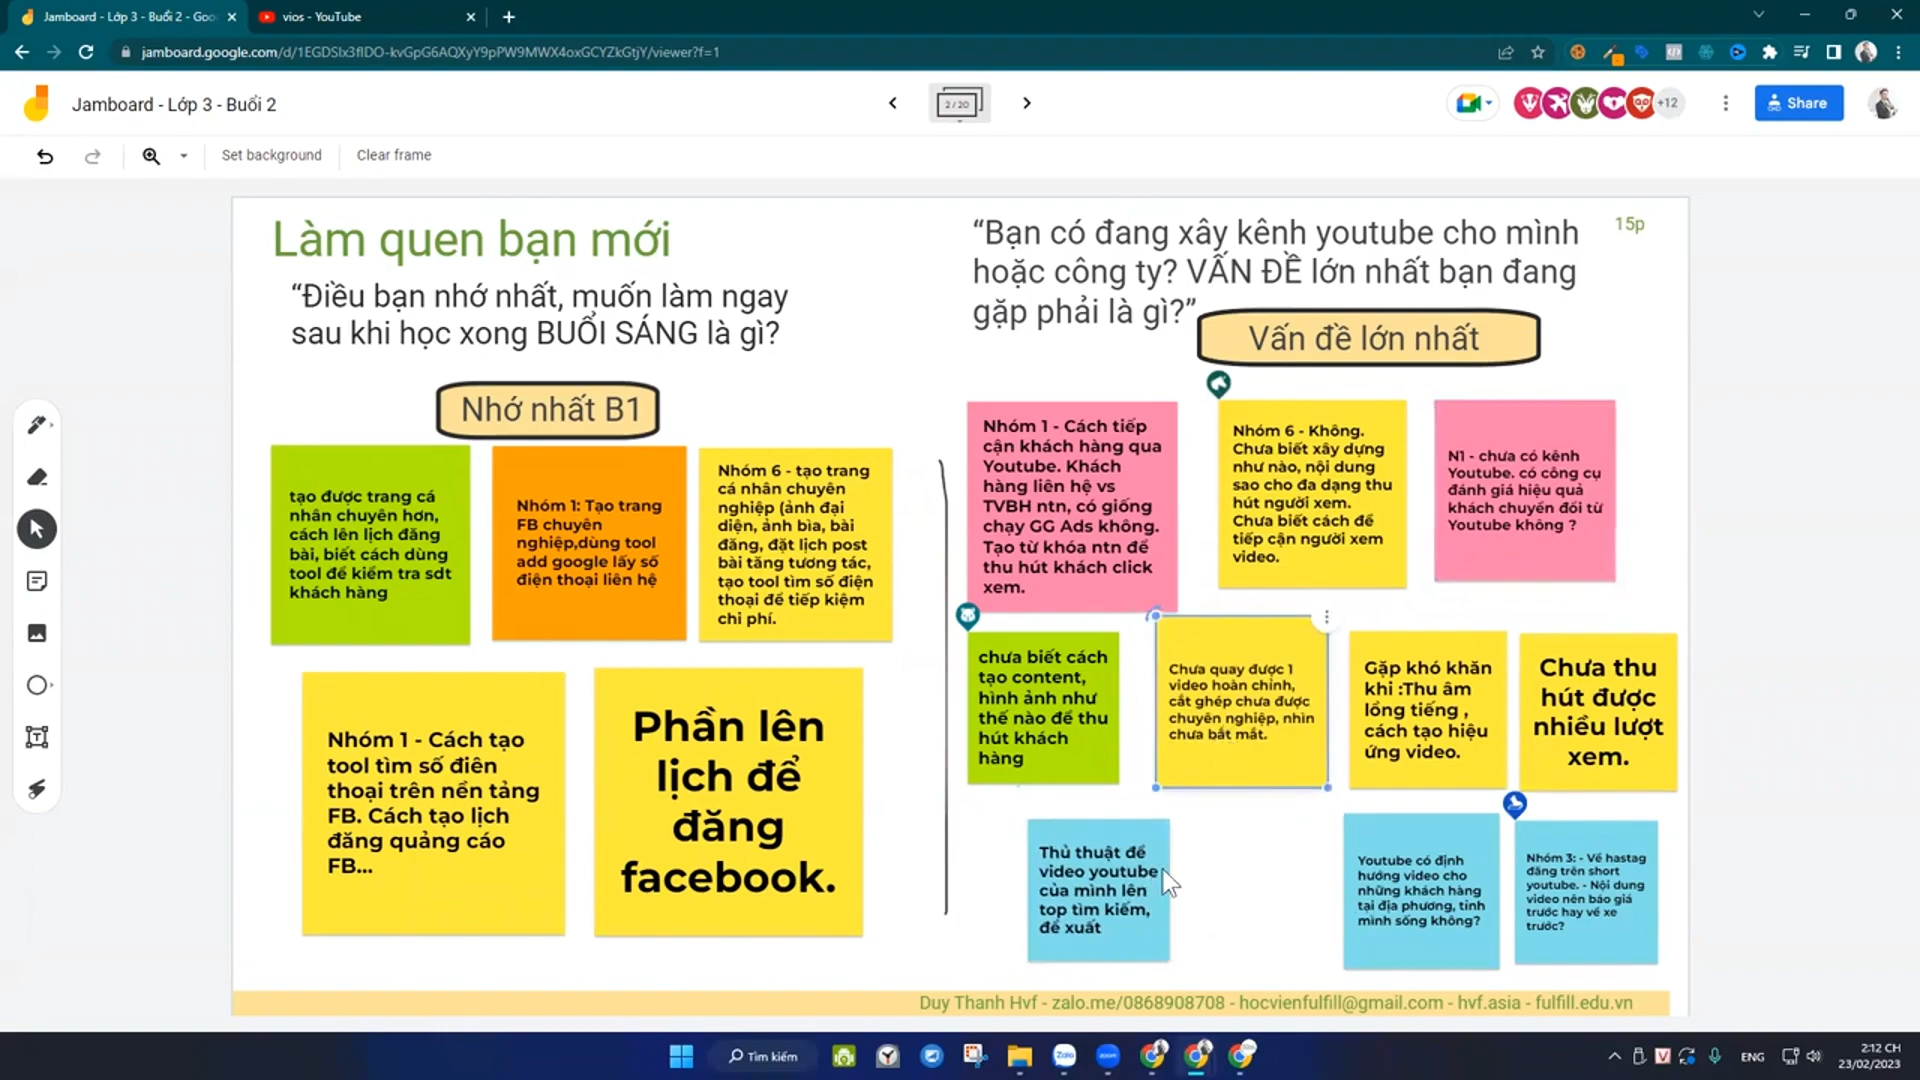 Jamboard - Lớp 3 - Buổi 2 - Goo
vios - YouTube
jamboard.google.com/d/1EGDSIx3fIDO-kvGpG6AQXyY9pPW9MWX4oxGCYZkGtjY/viewer?f=1
Jamboard - Lớp 3 - Buổi 2
2 / 20
+12
Share
Set background
Clear frame
Làm quen bạn mới
“Điều bạn nhớ nhất, muốn làm ngay
sau khi học xong BUỔI SÁNG là gì?
Nhớ nhất B1
tạo được trang cá
nhân chuyên hơn,
cách lên lịch đăng
bài, biết cách dùng
tool để kiểm tra sdt
khách hàng
Nhóm 1: Tạo trang
FB chuyên
nghiệp,dùng tool
add google lấy số
điện thoại liên hệ
Nhóm 6 - tạo trang
cá nhân chuyên
nghiệp (ảnh đại
diện, ảnh bìa, bài
đăng, đặt lịch post
bài tăng tương tác,
tạo tool tìm số điện
thoại để tiếp kiệm
chi phí.
Nhóm 1 - Cách tạo
tool tìm số điên
thoại trên nền tảng
FB. Cách tạo lịch
đăng quảng cáo
FB...
Phần lên
lịch để
đăng
facebook.
“Bạn có đang xây kênh youtube cho mình
hoặc công ty? VẤN ĐỀ lớn nhất bạn đang
gặp phải là gì?”
15p
Vấn đề lớn nhất
Nhóm 1 - Cách tiếp
cận khách hàng qua
Youtube. Khách
hàng liên hệ vs
TVBH ntn, có giống
chạy GG Ads không.
Tạo từ khóa ntn để
thu hút khách click
xem.
Nhóm 6 - Không.
Chưa biết xây dựng
như nào, nội dung
sao cho đa dạng thu
hút người xem.
Chưa biết cách để
tiếp cận người xem
video.
N1 - chưa có kênh
Youtube. có công cụ
đánh giá hiệu quả
khách chuyển đổi từ
Youtube không ?
chưa biết cách
tạo content,
hình ảnh như
thế nào để thu
hút khách
hàng
Chưa quay được 1
video hoàn chỉnh,
cắt ghép chưa được
chuyên nghiệp, nhìn
chưa bắt mắt.
Gặp khó khăn
khi :Thu âm
lồng tiếng ,
cách tạo hiệu
ứng video.
Chưa thu
hút được
nhiều lượt
xem.
Thủ thuật để
video youtube
của mình lên
top tìm kiếm,
đề xuất
Youtube có định
hướng video cho
những khách hàng
tại địa phương, tỉnh
mình sống không?
Nhóm 3: - Về hastag
đăng trên short
youtube. - Nội dung
video nên báo giá
trước hay về xe
trước?
Duy Thanh Hvf - zalo.me/0868908708 - hocvienfulfill@gmail.com - hvf.asia - fulfill.edu.vn
Tìm kiếm
Zalo
zoom
ENG
2:12 CH
23/02/2023